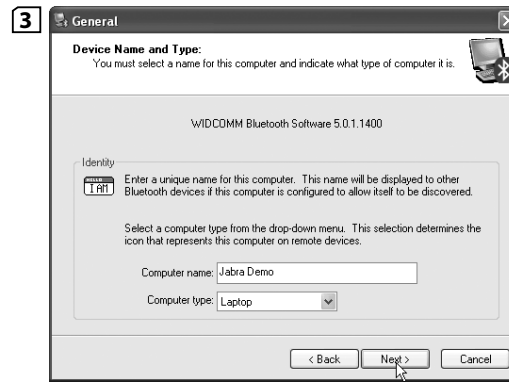 3
General
Device Name and Type:
You must select a name for this computer and indicate what type of computer it is.
WIDCOMM Bluetooth Software 5.0.1.1400
Identity
I AM
Enter a unique name for this computer. This name will be displayed to other
Bluetooth devices if this computer is configured to allow itself to be discovered.
Select a computer type from the drop-down menu. This selection determines the
icon that represents this computer on remote devices.
Computer name: Jabra Demo
Computer type: Laptop
< Back Next > Cancel